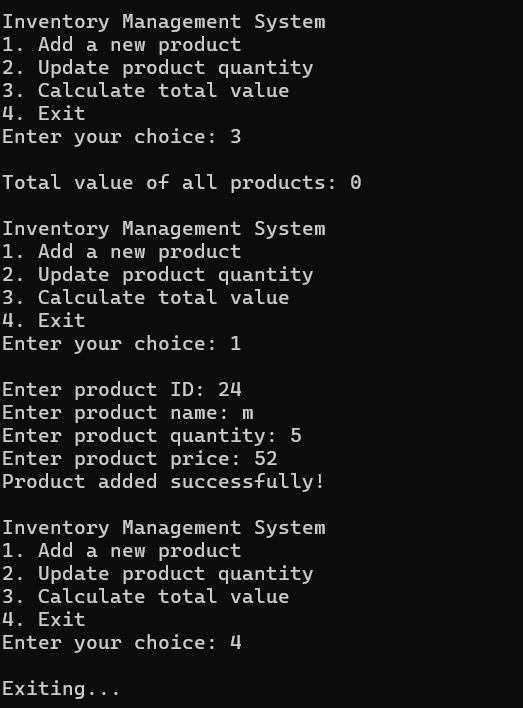 Inventory Management System
1. Add a new product
2. Update product quantity
3. Calculate total value
4. Exit
Enter your choice: 3
Total value of all products: 0
Inventory Management System
1. Add a new product
2. Update product quantity
3. Calculate total value
4. Exit
Enter your choice: 1
Enter product ID: 24
Enter product name: m
Enter product quantity: 5
Enter product price: 52
Product added successfully!
Inventory Management System
1. Add a new product
2. Update product quantity
3. Calculate total value
4. Exit
Enter your choice: 4
Exiting...